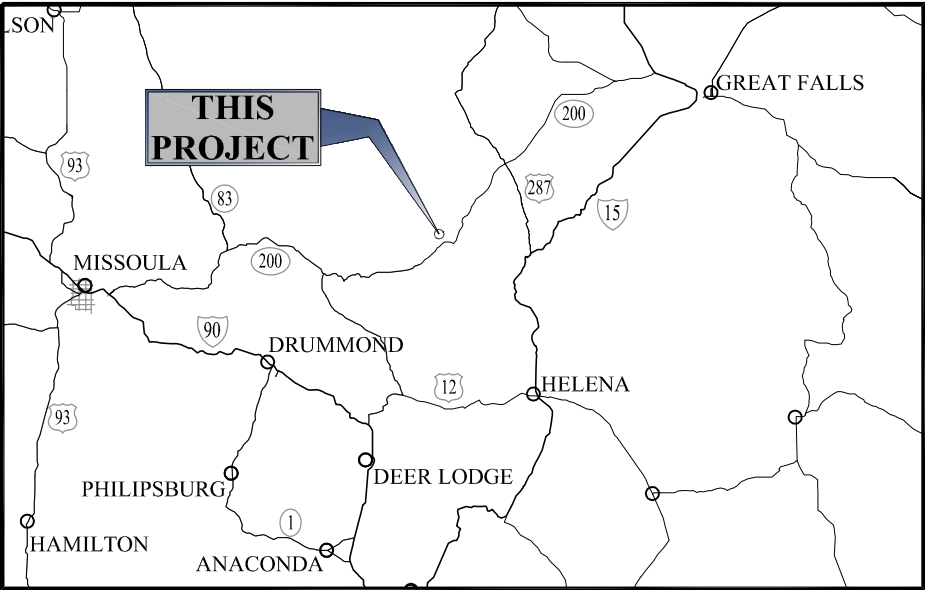 LSON
GREAT FALLS
THIS
PROJECT
200
93
287
83
15
MISSOULA
200
90
DRUMMOND
12
HELENA
93
DEER LODGE
PHILIPSBURG
1
HAMILTON
ANACONDA